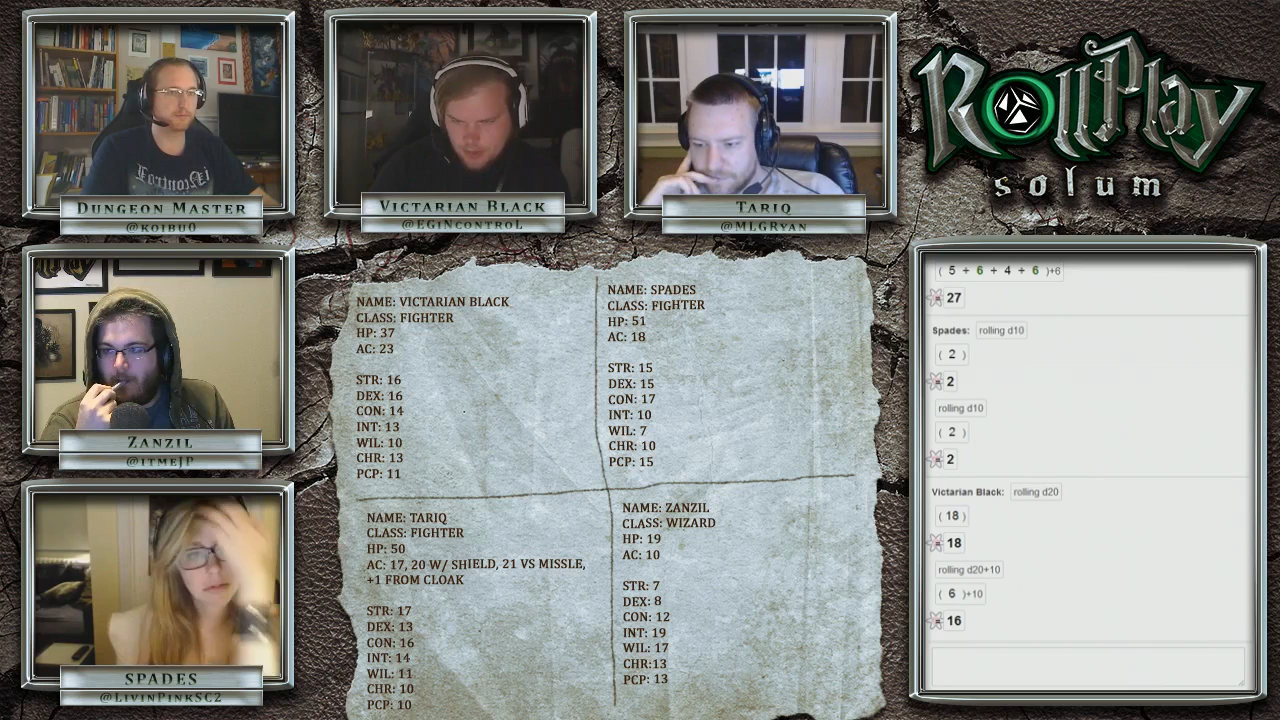 DUNGEON MASTER
@KOIBU0
VICTARIAN BLACK
@EGINCONTROL
TARIQ
@MLGRYAN
RollPlay
solum
ZANZIL
@ITMEJP
SPADES
@LIVINPINKSC2
NAME: VICTARIAN BLACK
CLASS: FIGHTER
HP: 37
AC: 23
STR: 16
DEX: 16
CON: 14
INT: 13
WIL: 10
CHR: 13
PCP: 11
NAME: SPADES
CLASS: FIGHTER
HP: 51
AC: 18
STR: 15
DEX: 15
CON: 17
INT: 10
WIL: 7
CHR: 10
PCP: 15
NAME: TARIQ
CLASS: FIGHTER
HP: 50
AC: 17, 20 W/ SHIELD, 21 VS MISSLE,
+1 FROM CLOAK
STR: 17
DEX: 13
CON: 16
INT: 14
WIL: 11
CHR: 10
PCP: 10
NAME: ZANZIL
CLASS: WIZARD
HP: 19
AC: 10
STR: 7
DEX: 8
CON: 12
INT: 19
WIL: 17
CHR:13
PCP: 13
( 5 + 6 + 4 + 6 )+6
27
Spades: rolling d10
( 2 )
2
rolling d10
( 2 )
2
Victarian Black: rolling d20
( 18 )
18
rolling d20+10
( 6 )+10
16